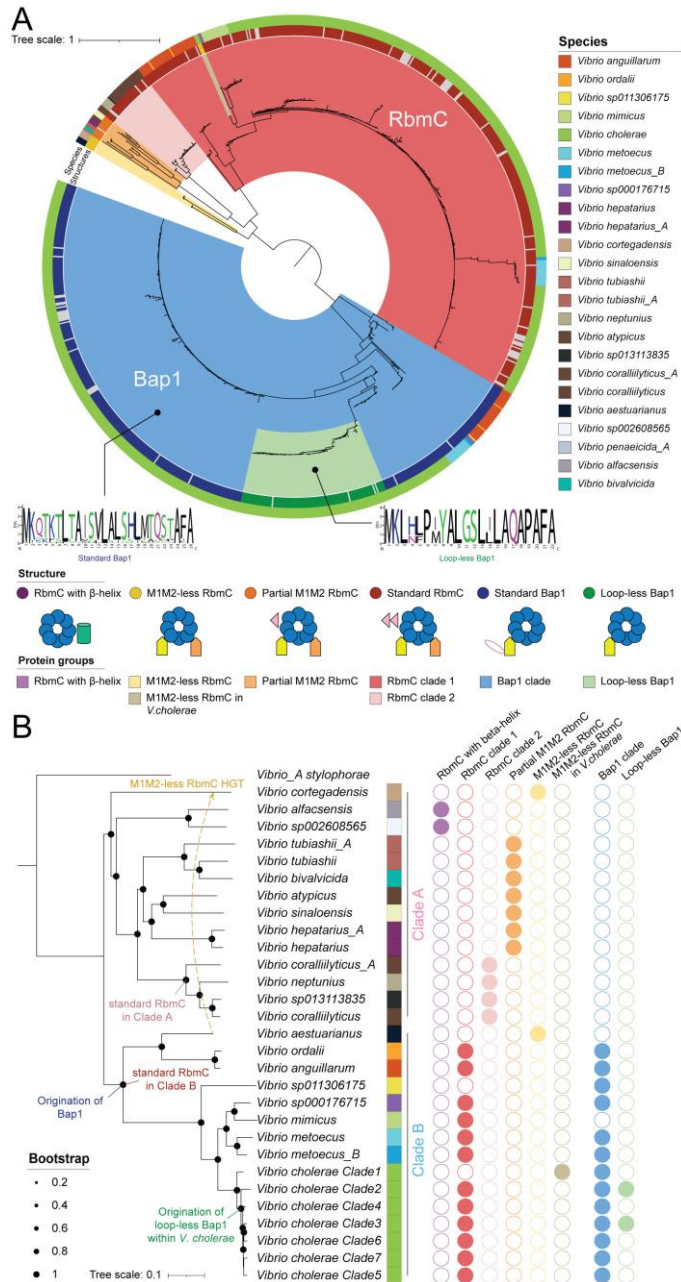 A
Tree scale: 1
Species
Structures
RbmC
Bap1
Species
Vibrio anguillarum
Vibrio ordalii
Vibrio sp011306175
Vibrio mimicus
Vibrio cholerae
Vibrio metoecus
Vibrio metoecus_B
Vibrio sp000176715
Vibrio hepatarius
Vibrio hepatarius_A
Vibrio cortegadensis
Vibrio sinaloensis
Vibrio tubiashii
Vibrio tubiashii_A
Vibrio neptunius
Vibrio atypicus
Vibrio sp013113835
Vibrio coralliilyticus_A
Vibrio coralliilyticus
Vibrio aestuarianus
Vibrio sp002608565
Vibrio penaeicida_A
Vibrio alfacsensis
Vibrio bivalvicida
Standard Bap1
Loop-less Bap1
Structure
RbmC with β-helix
M1M2-less RbmC
Partial M1M2 RbmC
Standard RbmC
Standard Bap1
Loop-less Bap1
Protein groups
RbmC with β-helix
M1M2-less RbmC
Partial M1M2 RbmC
RbmC clade 1
Bap1 clade
Loop-less Bap1
M1M2-less RbmC in
V.cholerae
RbmC clade 2
B
RbmC with beta-helix
RbmC clade 1
RbmC clade 2
Partial M1M2 RbmC
M1M2-less RbmC
M1M2-less RbmC
in V.cholerae
Bap1 clade
Loop-less Bap1
M1M2-less RbmC HGT
Vibrio_A stylophorae
Vibrio cortegadensis
Vibrio alfacsensis
Vibrio sp002608565
Vibrio tubiashii_A
Vibrio tubiashii
Vibrio bivalvicida
Vibrio atypicus
Vibrio sinaloensis
Vibrio hepatarius_A
Vibrio hepatarius
Vibrio coralliilyticus_A
Vibrio neptunius
Vibrio sp013113835
Vibrio coralliilyticus
Vibrio aestuarianus
Vibrio ordalii
Vibrio anguillarum
Vibrio sp011306175
Vibrio sp000176715
Vibrio mimicus
Vibrio metoecus
Vibrio metoecus_B
Vibrio cholerae Clade1
Vibrio cholerae Clade2
Vibrio cholerae Clade4
Vibrio cholerae Clade3
Vibrio cholerae Clade6
Vibrio cholerae Clade7
Vibrio cholerae Clade5
Clade A
Clade B
standard RbmC
in Clade A
standard RbmC
in Clade B
Origination of
Bap1
Origination of
loop-less Bap1
within V. cholerae
Bootstrap
0.2
0.4
0.6
0.8
1
Tree scale: 0.1